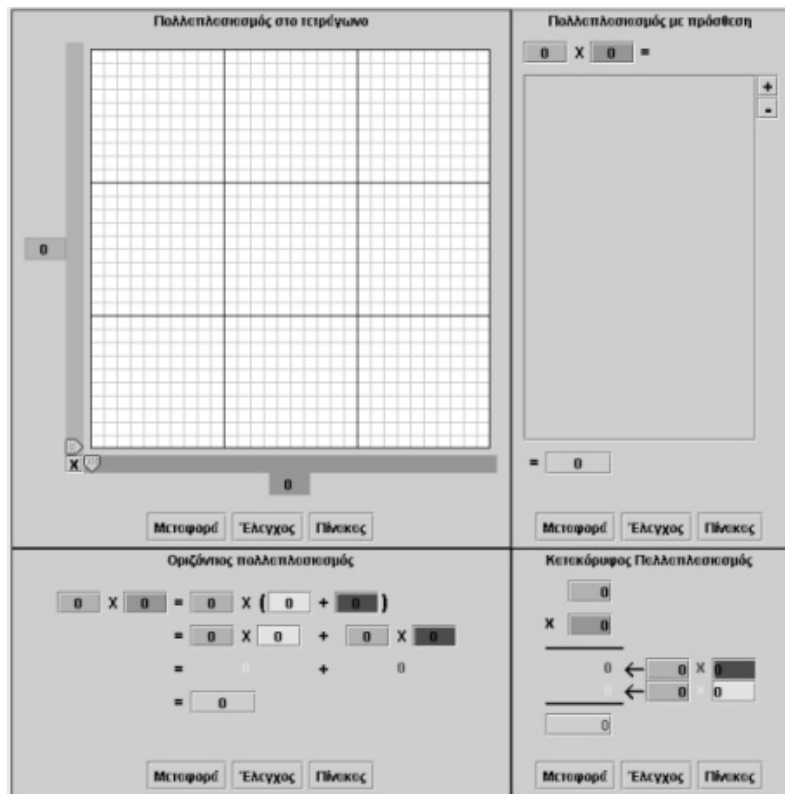 Πολλαπλασιασμός στο τετράγωνο
0
X
0
Μεταφορά Έλεγχος Πίνακας
Πολλαπλασιασμός με πρόσθεση
0 X 0 =
+
-
= 0
Μεταφορά Έλεγχος Πίνακας
Οριζόντιος πολλαπλασιασμός
0 X 0 = 0 X ( 0 + 0 )
= 0 X 0 + 0 X 0
= 0 + 0
= 0
Μεταφορά Έλεγχος Πίνακας
Κατακόρυφος Πολλαπλασιασμός
0
X 0
0 ← 0 X 0
0 ← 0 X 0
0
Μεταφορά Έλεγχος Πίνακας